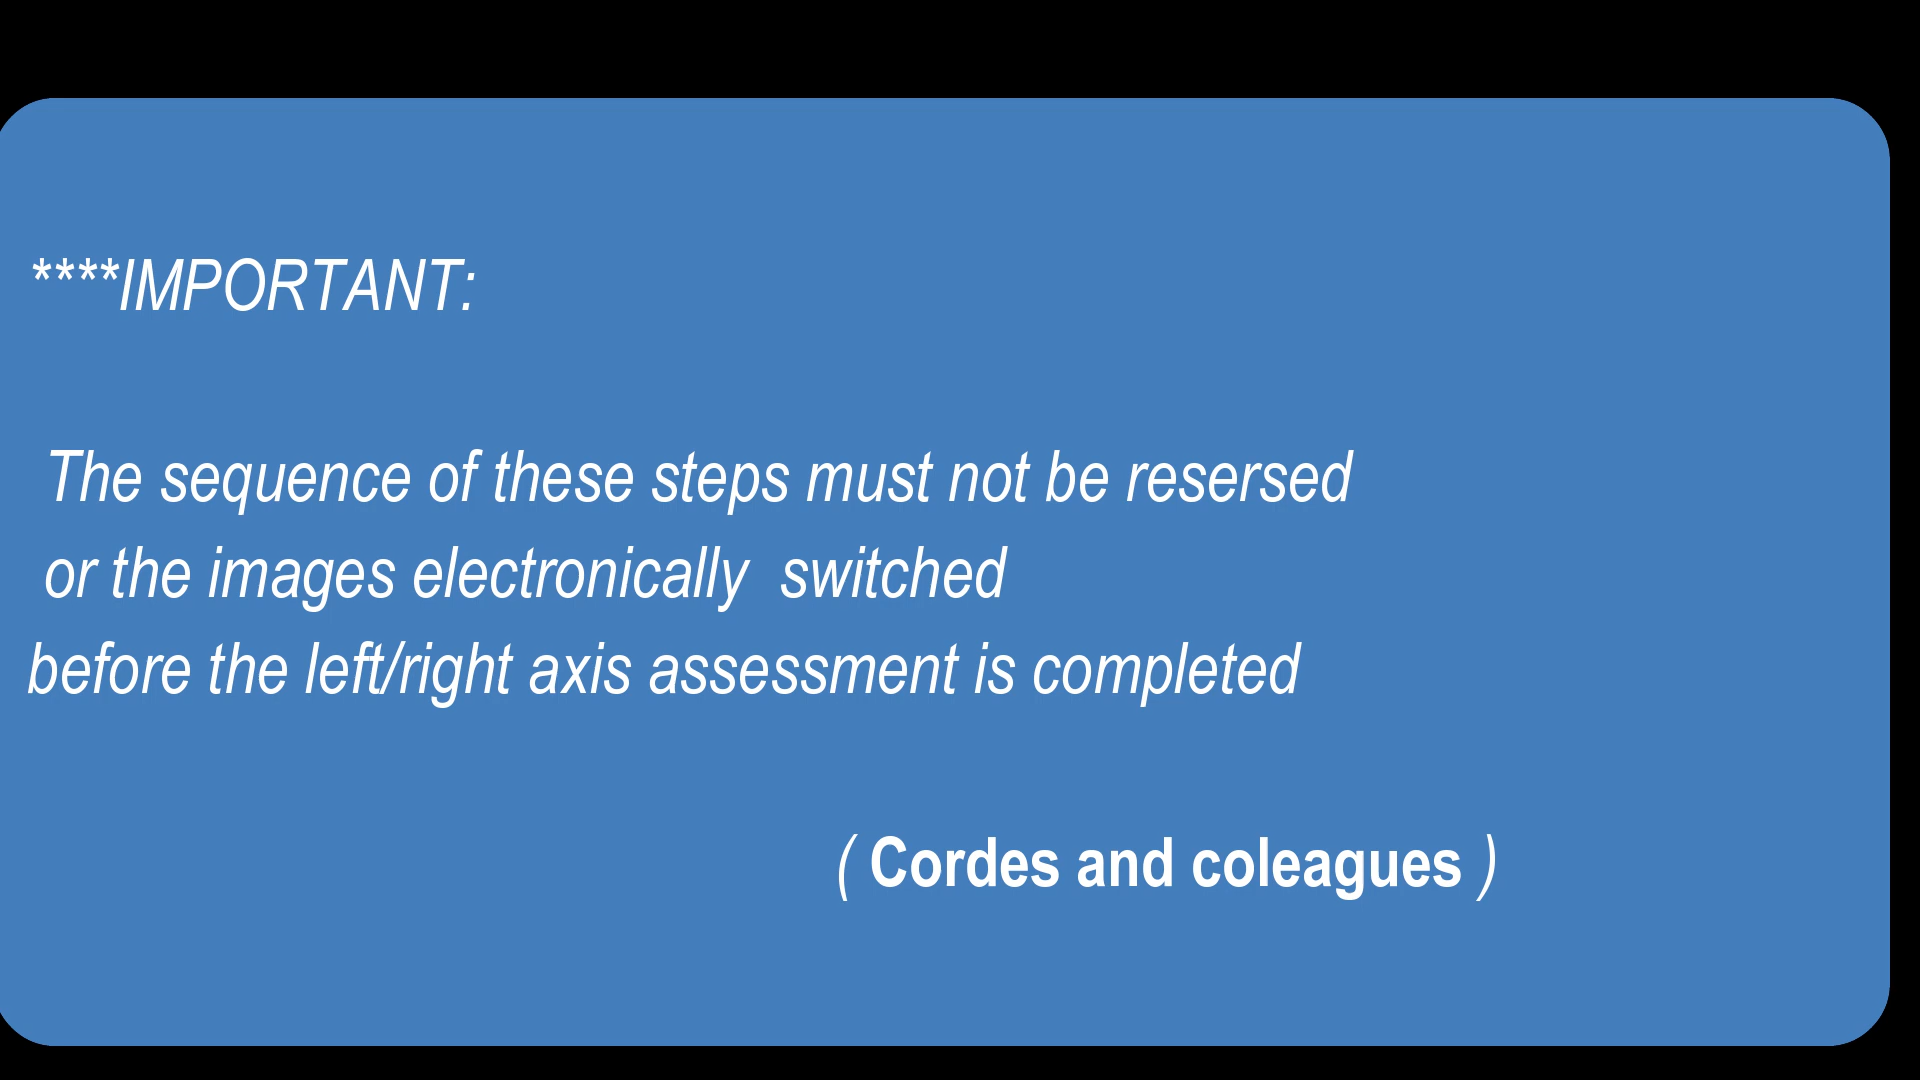 ****IMPORTANT:
The sequence of these steps must not be resersed
or the images electronically  switched
before the left/right axis assessment is completed
( Cordes and coleagues )